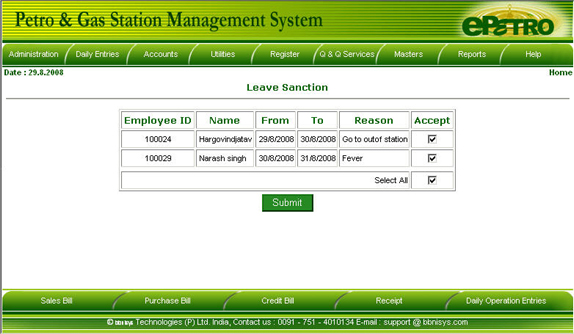 Petro & Gas Station Management System
ePetro
Administration Daily Entries Accounts Utilities Register Q & Q Services Masters Reports Help
Date : 29.8.2008 Home
Leave Sanction
Employee ID Name From To Reason Accept
100024 Hargovindjatav 29/8/2008 30/8/2008 Go to outof station
100029 Narash singh 30/8/2008 31/8/2008 Fever
Select All
Submit
Sales Bill Purchase Bill Credit Bill Receipt Daily Operation Entries
© bbnisys Technologies (P) Ltd. India, Contact us : 0091 - 751 - 4010134 E-mail : support @ bbnisys.com